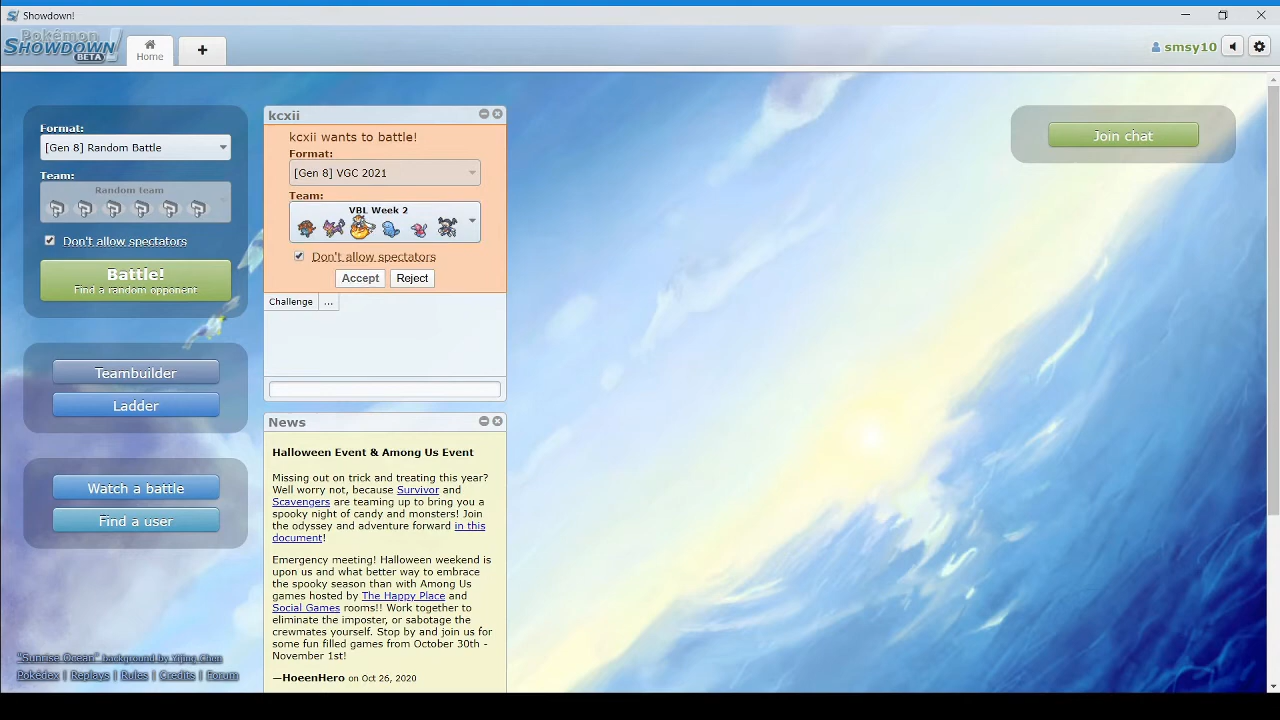 Showdown!
Pokémon
SHOWDOWN!
BETA
Home
+
smsy10
Format:
[Gen 8] Random Battle
Team:
Random team
Don't allow spectators
Battle!
Find a random opponent
Teambuilder
Ladder
Watch a battle
Find a user
"Sunrise Ocean" background by Yijing Chen
Pokédex | Replays | Rules | Credits | Forum
kcxii
kcxii wants to battle!
Format:
[Gen 8] VGC 2021
Team:
VBL Week 2
Don't allow spectators
Accept
Reject
Challenge
...
News
Halloween Event & Among Us Event
Missing out on trick and treating this year?
Well worry not, because Survivor and
Scavengers are teaming up to bring you a
spooky night of candy and monsters! Join
the odyssey and adventure forward in this
document!
Emergency meeting! Halloween weekend is
upon us and what better way to embrace
the spooky season than with Among Us
games hosted by The Happy Place and
Social Games rooms!! Work together to
eliminate the imposter, or sabotage the
crewmates yourself. Stop by and join us for
some fun filled games from October 30th -
November 1st!
—HoeenHero on Oct 26, 2020
Join chat